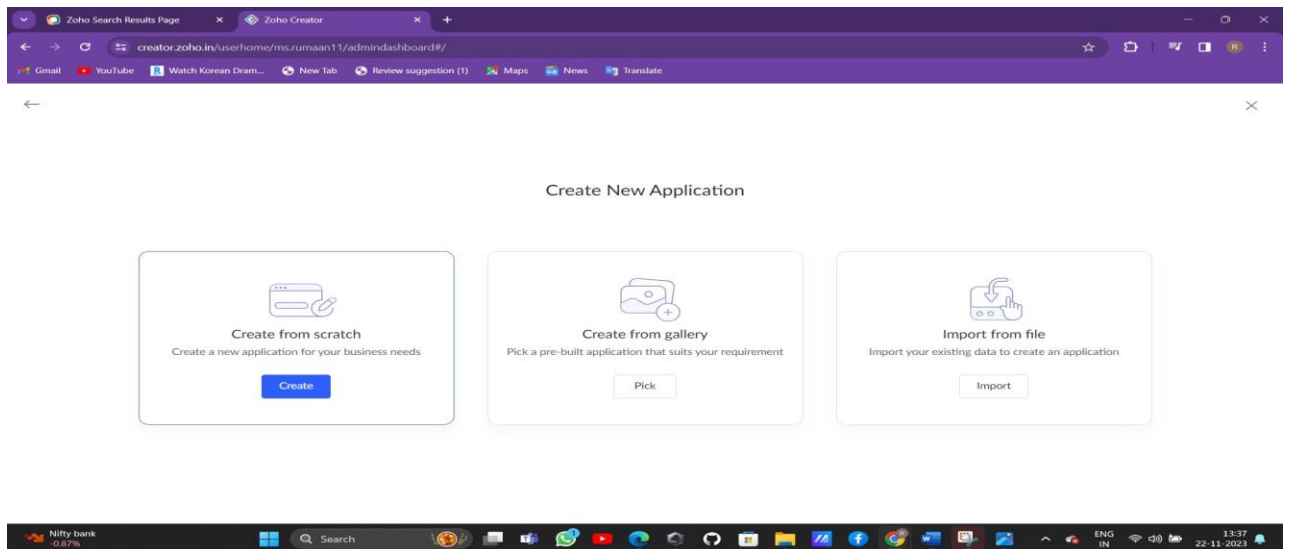 Zoho Search Results Page
Zoho Creator
creator.zoho.in/userhome/ms.rumaan11/admindashboard#/
Gmail YouTube Watch Korean Dram... New Tab Review suggestion (1) Maps News Translate
Create New Application
Create from scratch
Create a new application for your business needs
Create
Create from gallery
Pick a pre-built application that suits your requirement
Pick
Import from file
Import your existing data to create an application
Import
Nifty bank
-0.87%
Search
ENG
IN
13:37
22-11-2023